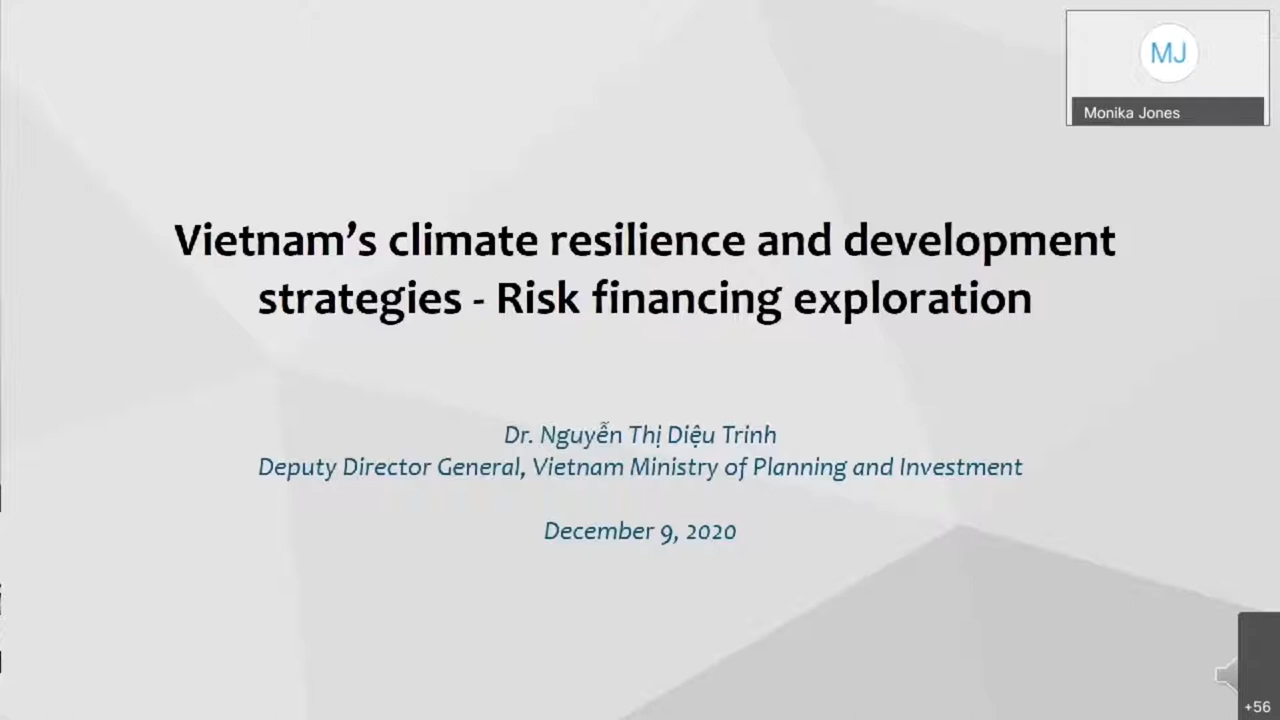 MJ
Monika Jones
Vietnam’s climate resilience and development
strategies - Risk financing exploration
Dr. Nguyễn Thị Diệu Trinh
Deputy Director General, Vietnam Ministry of Planning and Investment
December 9, 2020
+56